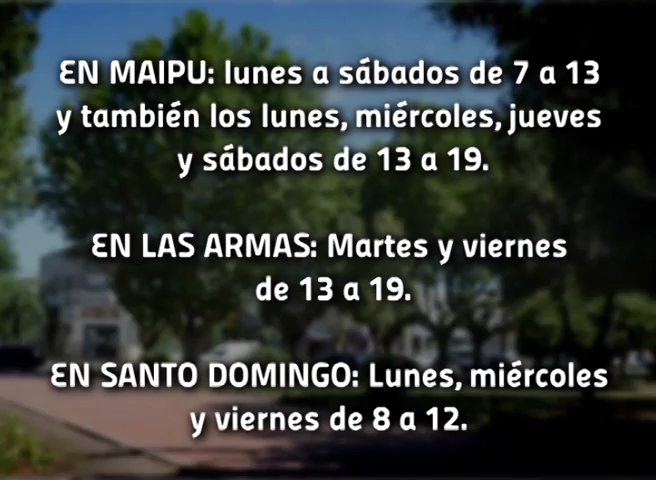 EN MAIPU: lunes a sábados de 7 a 13
y también los lunes, miércoles, jueves
y sábados de 13 a 19.
EN LAS ARMAS: Martes y viernes
de 13 a 19.
EN SANTO DOMINGO: Lunes, miércoles
y viernes de 8 a 12.